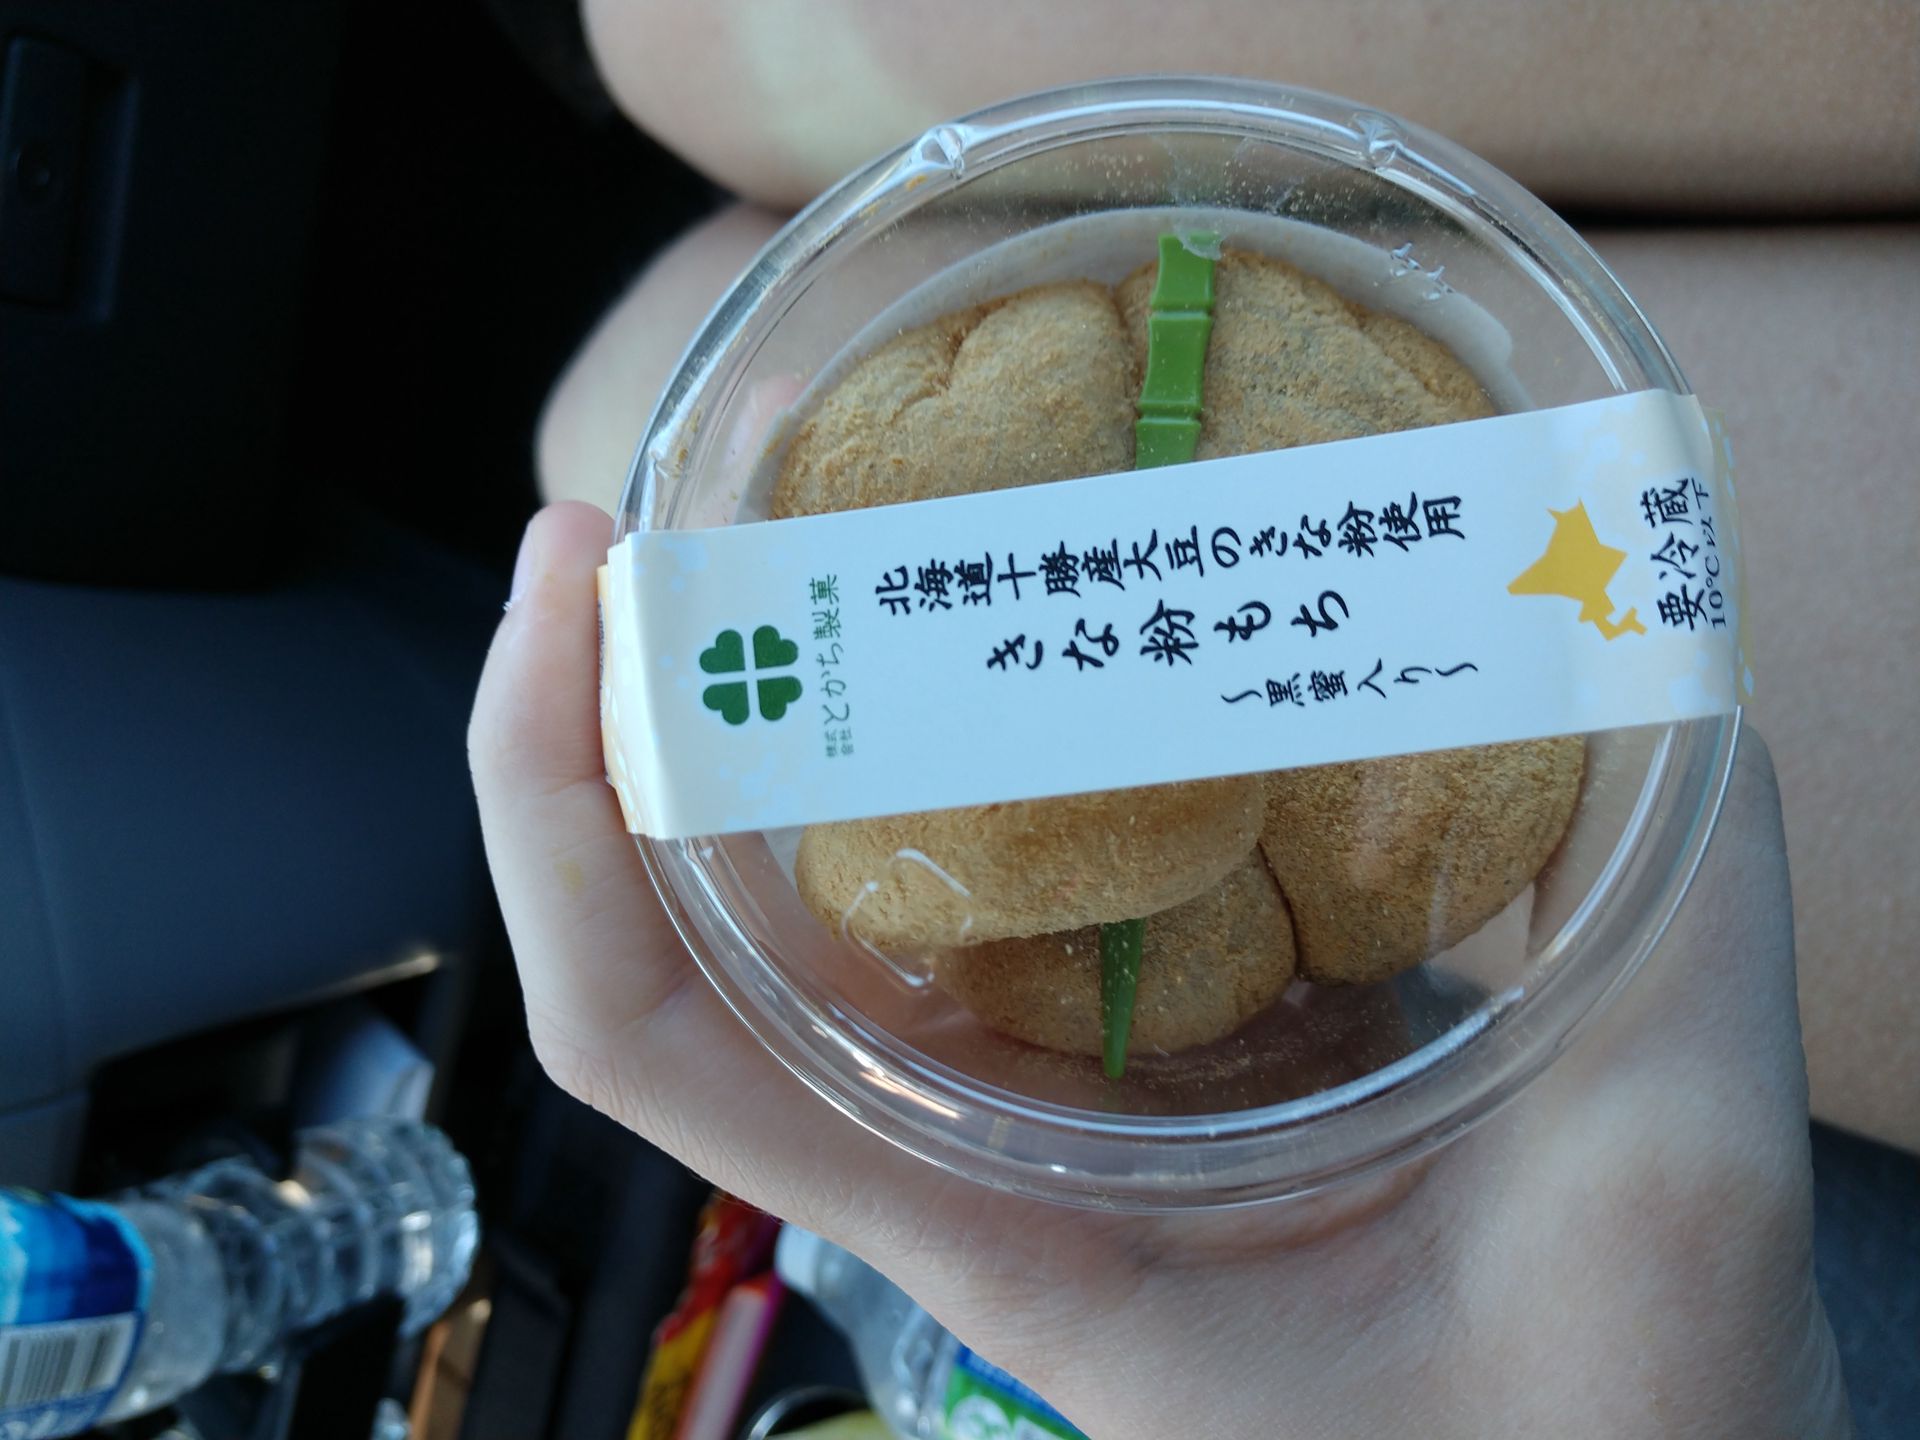 株式会社とかち製菓
北海道十勝産大豆のきな粉使用
きな粉もち
～黒蜜入り～
要冷蔵
10℃以下